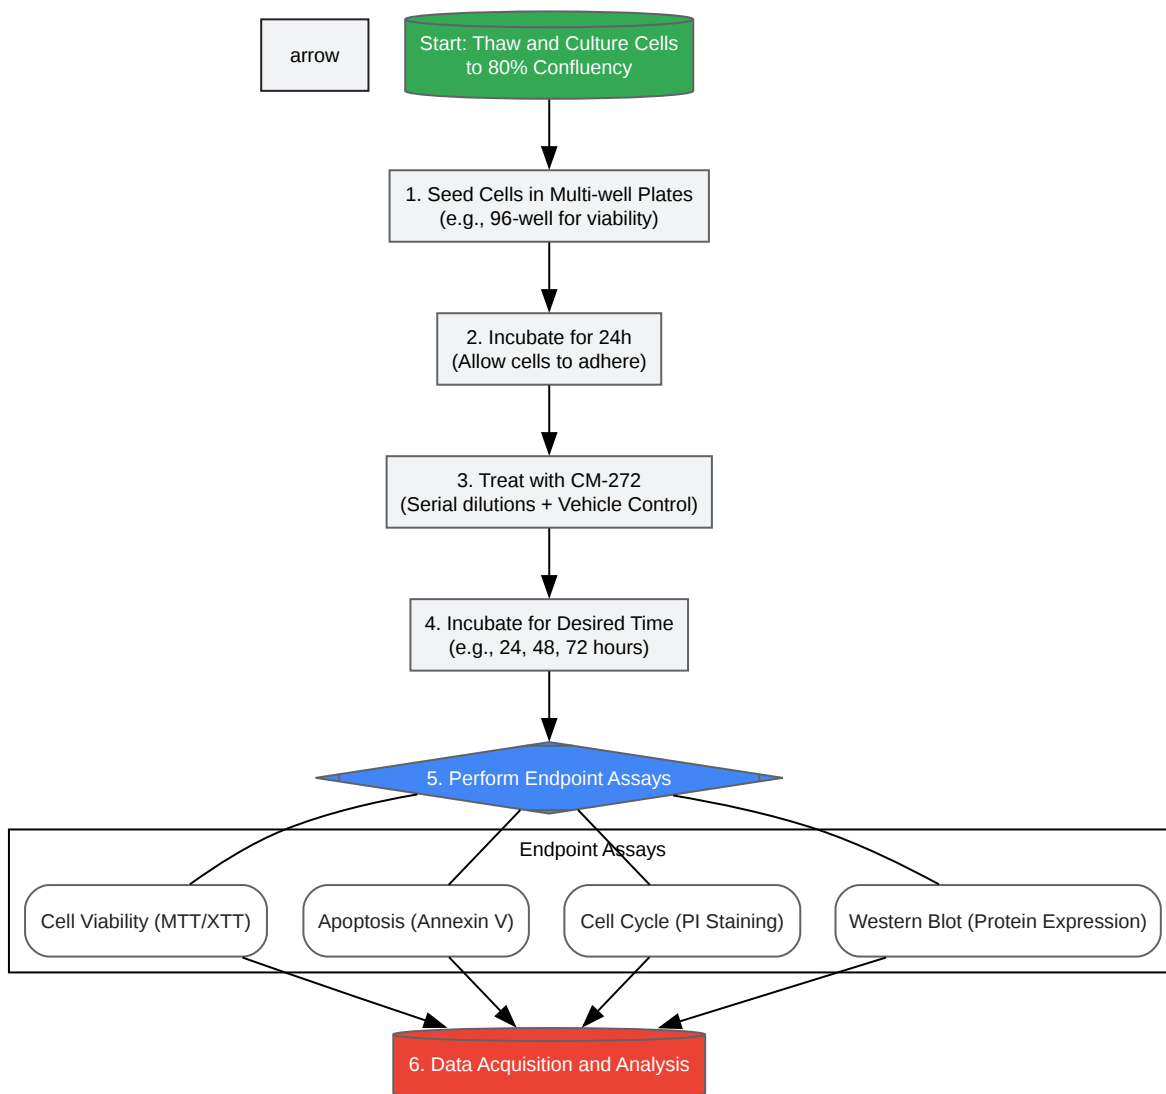 arrow
Start: Thaw and Culture Cells
to 80% Confluency
1. Seed Cells in Multi-well Plates
(e.g., 96-well for viability)
2. Incubate for 24h
(Allow cells to adhere)
3. Treat with CM-272
(Serial dilutions + Vehicle Control)
4. Incubate for Desired Time
(e.g., 24, 48, 72 hours)
5. Perform Endpoint Assays
Endpoint Assays
Cell Viability (MTT/XTT)
Apoptosis (Annexin V)
Cell Cycle (PI Staining)
Western Blot (Protein Expression)
6. Data Acquisition and Analysis